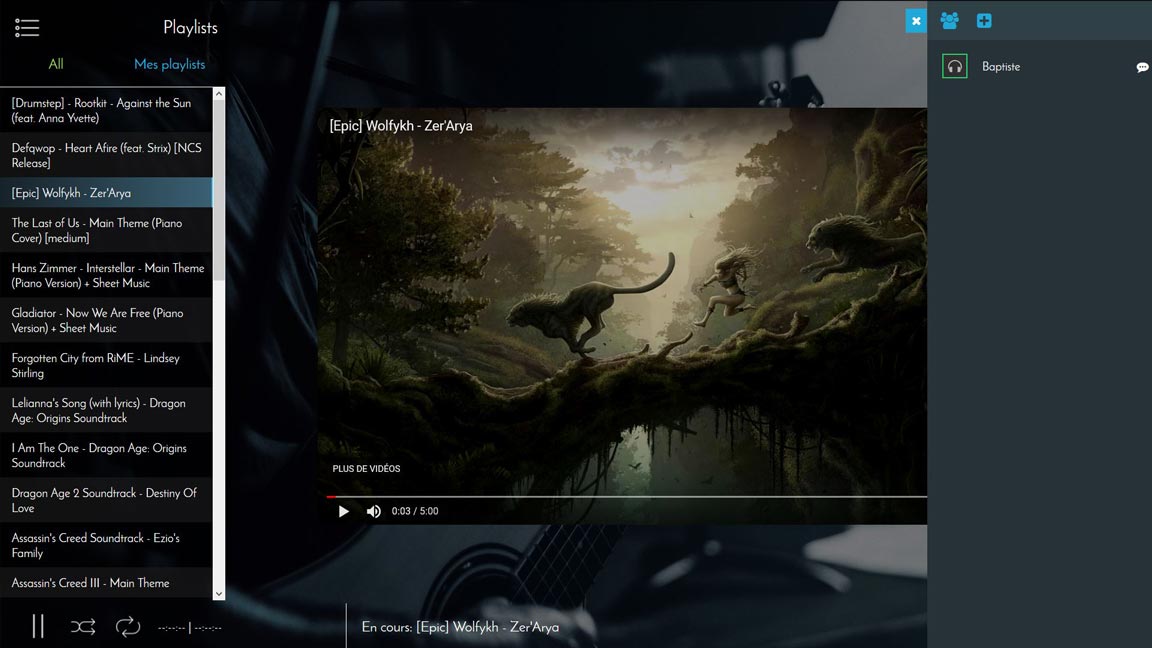 Playlists
All
Mes playlists
[Drumstep] - Rootkit - Against the Sun
(feat. Anna Yvette)
Defqwop - Heart Afire (feat. Strix) [NCS
Release]
[Epic] Wolfykh - Zer'Arya
The Last of Us - Main Theme (Piano
Cover) [medium]
Hans Zimmer - Interstellar - Main Theme
(Piano Version) + Sheet Music
Gladiator - Now We Are Free (Piano
Version) + Sheet Music
Forgotten City from RiME - Lindsey
Stirling
Lelianna's Song (with lyrics) - Dragon
Age: Origins Soundtrack
I Am The One - Dragon Age: Origins
Soundtrack
Dragon Age 2 Soundtrack - Destiny Of
Love
Assassin's Creed Soundtrack - Ezio's
Family
Assassin's Creed III - Main Theme
--:--:-- | --:--:--
[Epic] Wolfykh - Zer'Arya
PLUS DE VIDÉOS
0:03 / 5:00
En cours: [Epic] Wolfykh - Zer'Arya
Baptiste